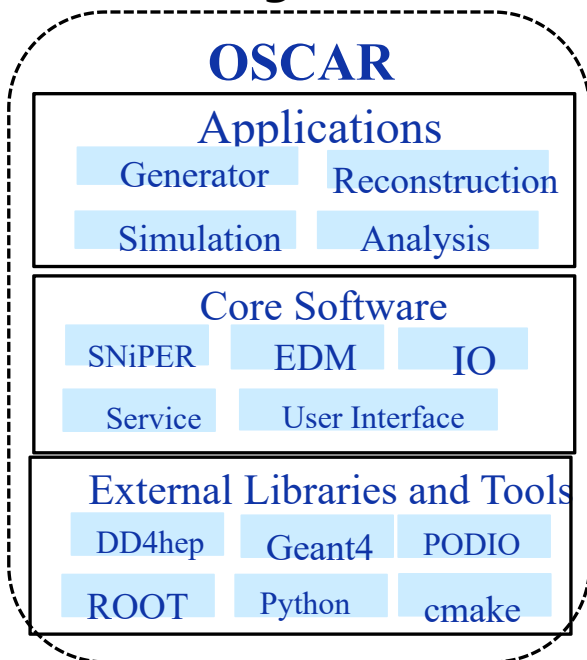 OSCAR
Applications
Generator Reconstruction
Simulation Analysis
Core Software
SNiPER EDM IO
Service User Interface
External Libraries and Tools
DD4hep Geant4 PODIO
ROOT Python cmake